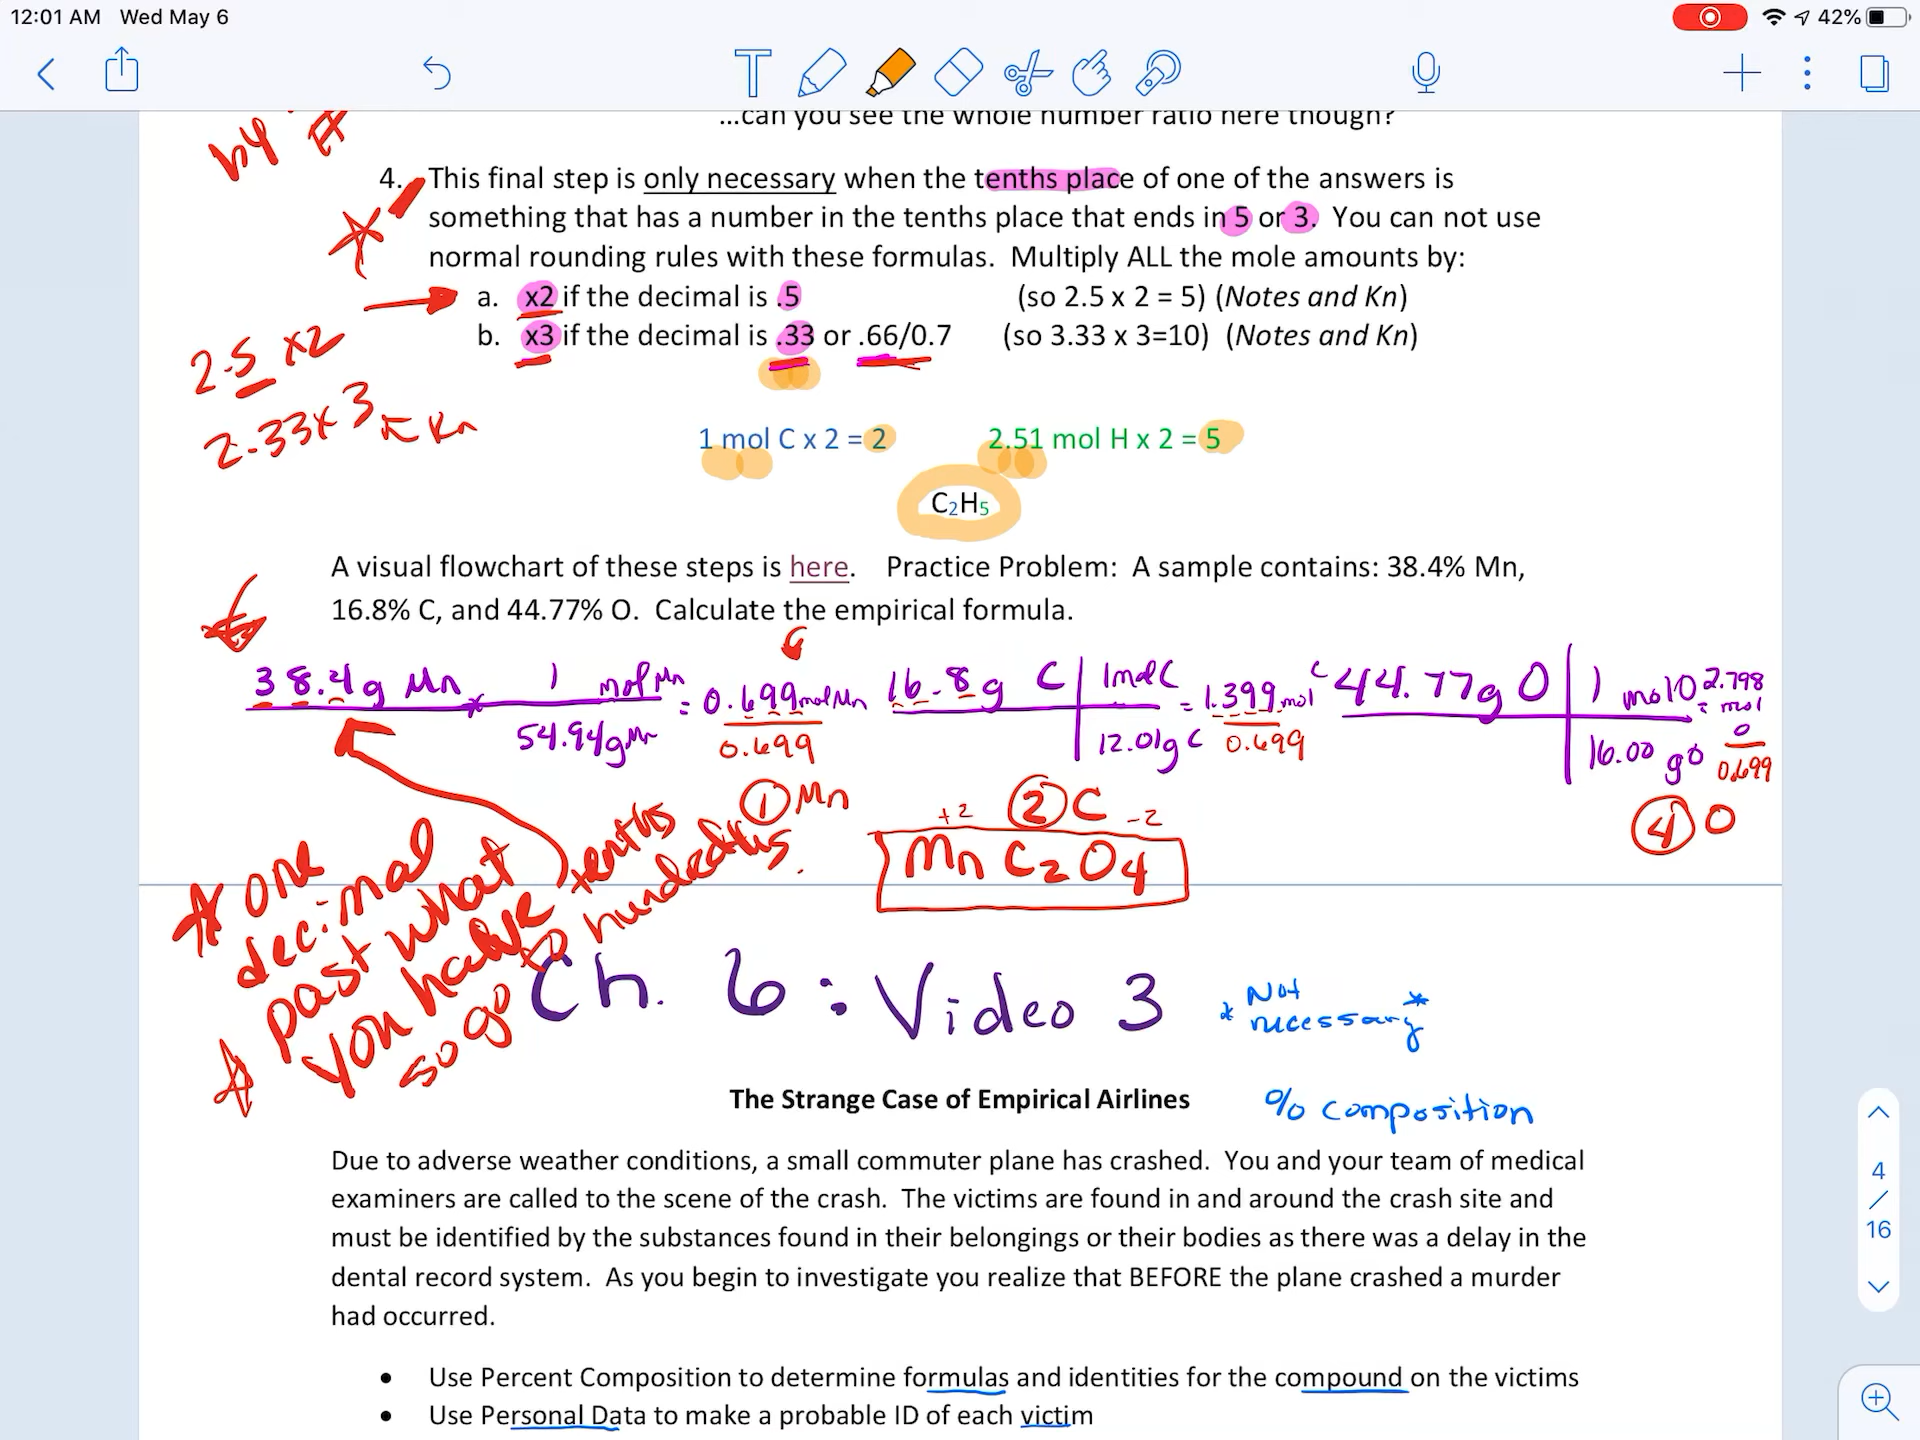 12:01 AM Wed May 6
42%
...can you see the whole number ratio here though?
by #
4. This final step is only necessary when the tenths place of one of the answers is
something that has a number in the tenths place that ends in 5 or 3. You can not use
normal rounding rules with these formulas. Multiply ALL the mole amounts by:
a. x2 if the decimal is .5 (so 2.5 x 2 = 5) (Notes and Kn)
b. x3 if the decimal is .33 or .66/0.7 (so 3.33 x 3=10) (Notes and Kn)
2.5 x2
2.33x3
Kn
1 mol C x 2 = 2 2.51 mol H x 2 = 5
C₂H₅
A visual flowchart of these steps is here. Practice Problem: A sample contains: 38.4% Mn,
16.8% C, and 44.77% O. Calculate the empirical formula.
38.4g Mn x 1 mol Mn = 0.699 mol Mn 16.8g C 1 mol C = 1.399 mol C 44.77g O 1 mol O = 2.798 mol O
54.94g Mn 0.699 12.01g C 0.699 16.00 g O 0.699
① Mn ② C ④ O
+2 -2
Mn C₂ O₄
one decimal past what you have so go tenths to hundredths.
Ch. 6: Video 3
* Not necessary *
The Strange Case of Empirical Airlines
% composition
Due to adverse weather conditions, a small commuter plane has crashed. You and your team of medical
examiners are called to the scene of the crash. The victims are found in and around the crash site and
must be identified by the substances found in their belongings or their bodies as there was a delay in the
dental record system. As you begin to investigate you realize that BEFORE the plane crashed a murder
had occurred.
• Use Percent Composition to determine formulas and identities for the compound on the victims
• Use Personal Data to make a probable ID of each victim
4
/
16